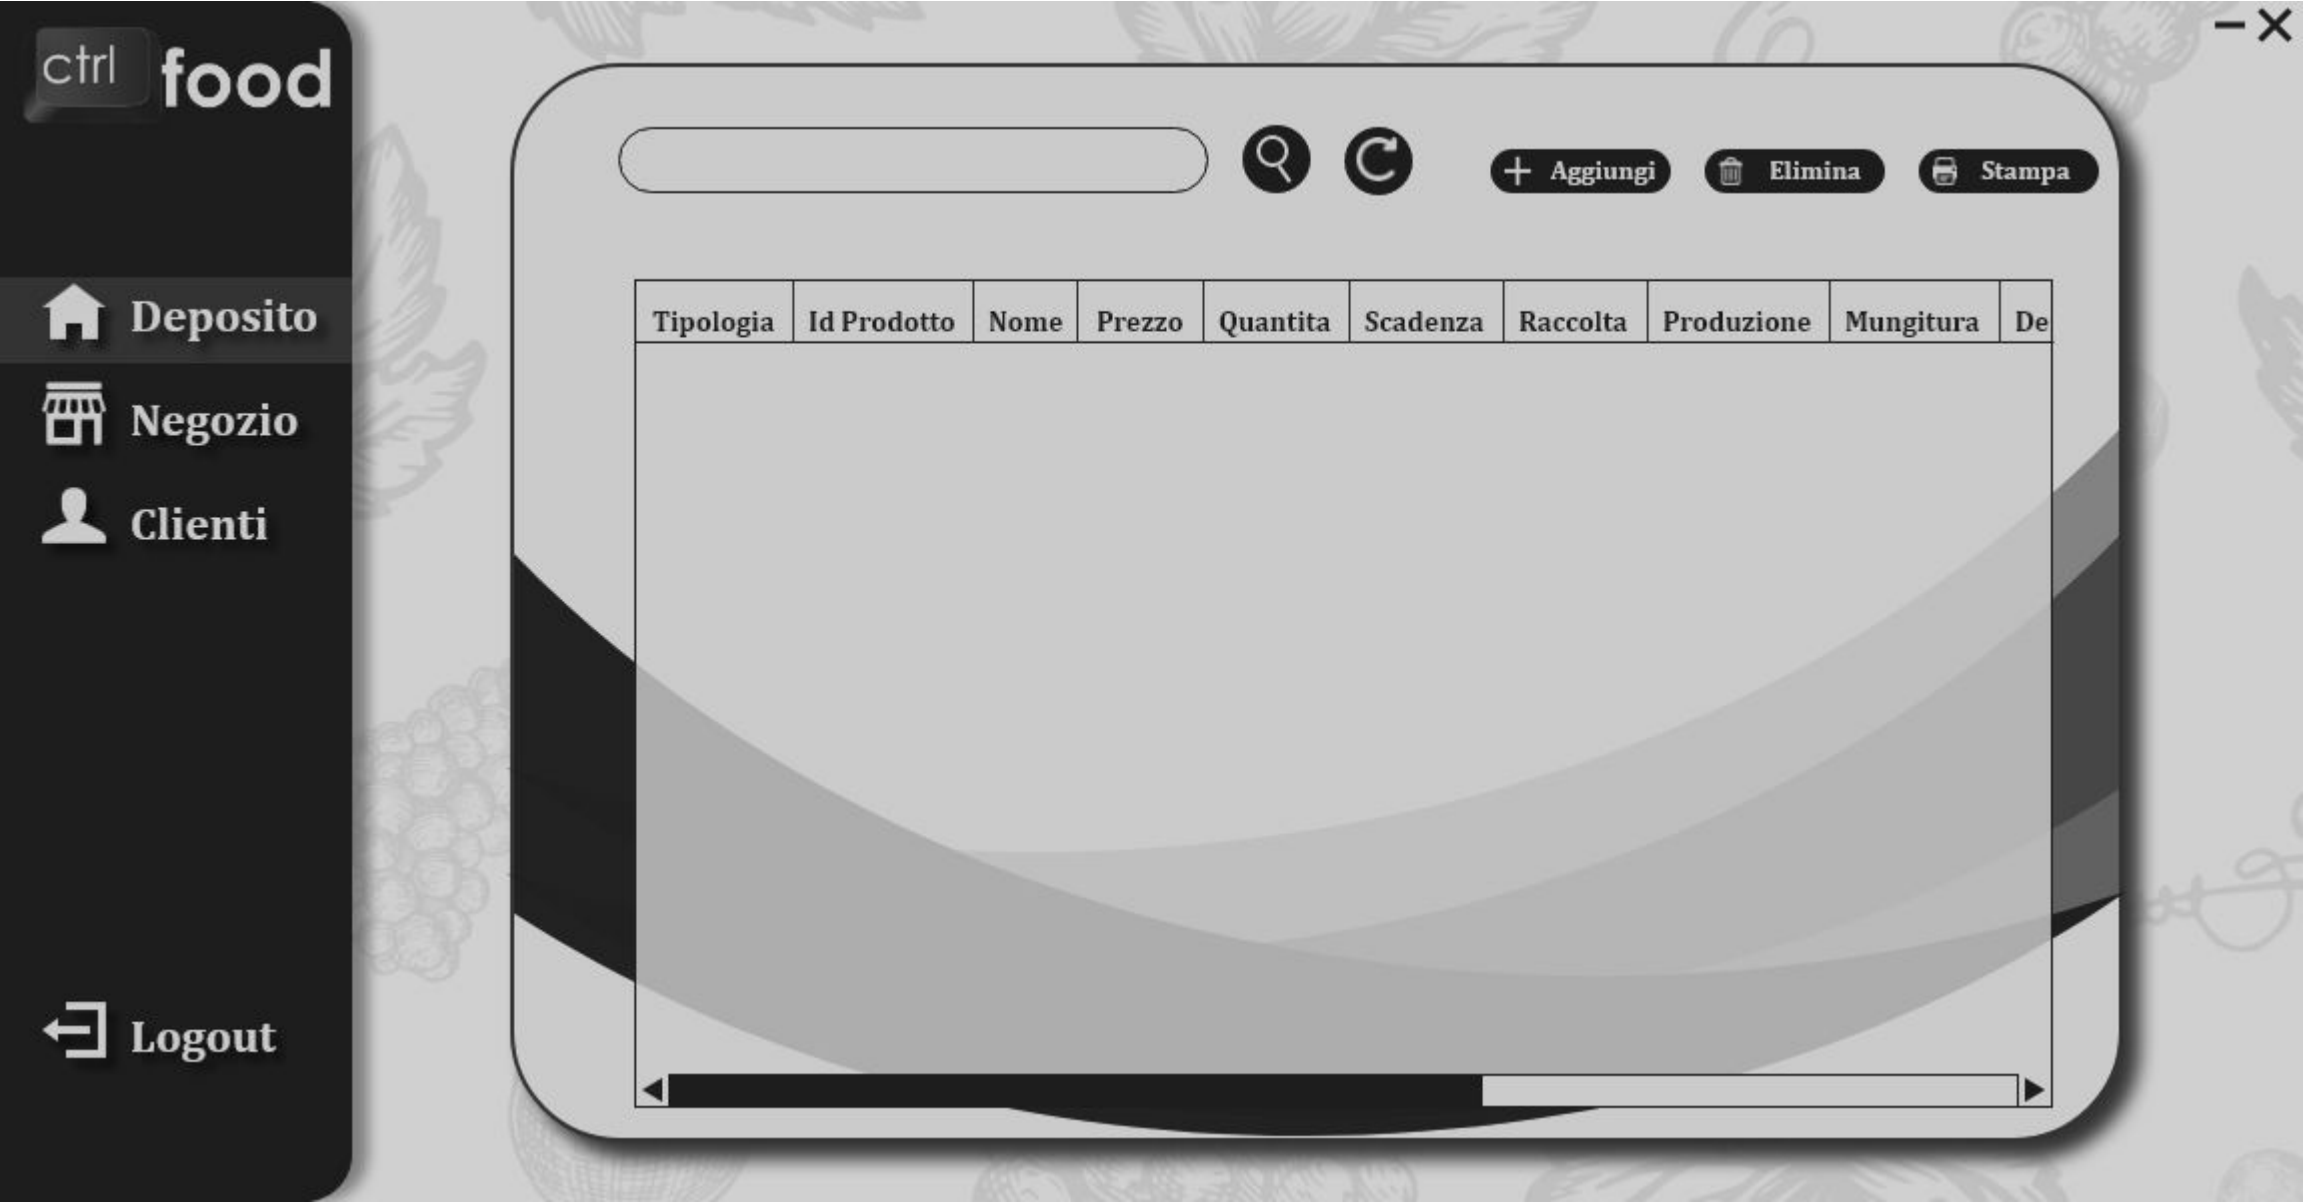 ctrl food
Aggiungi Elimina Stampa
Tipologia Id Prodotto Nome Prezzo Quantita Scadenza Raccolta Produzione Mungitura De
Deposito
Negozio
Clienti
Logout